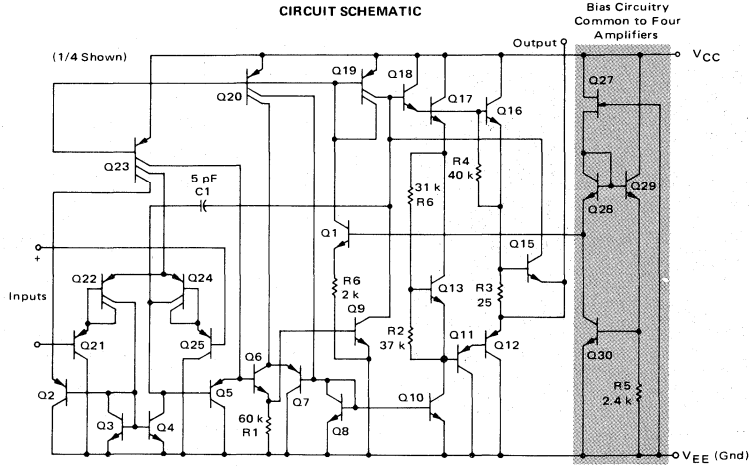 CIRCUIT SCHEMATIC
Bias Circuitry
Common to Four
Amplifiers
(1/4 Shown)
Output
VCC
Q20
Q19
Q18
Q17
Q16
Q27
Q23
5 pF
C1
31 k
R6
R4
40 k
Q28
Q29
Q1
Q15
+
Q22
Q24
Inputs
R6
2 k
Q13
R3
25
Q9
Q21
Q25
R2
37 k
Q11
Q12
Q30
Q2
Q5
Q6
Q7
R5
2.4 k
Q3
Q4
60 k
R1
Q8
Q10
VEE (Gnd)